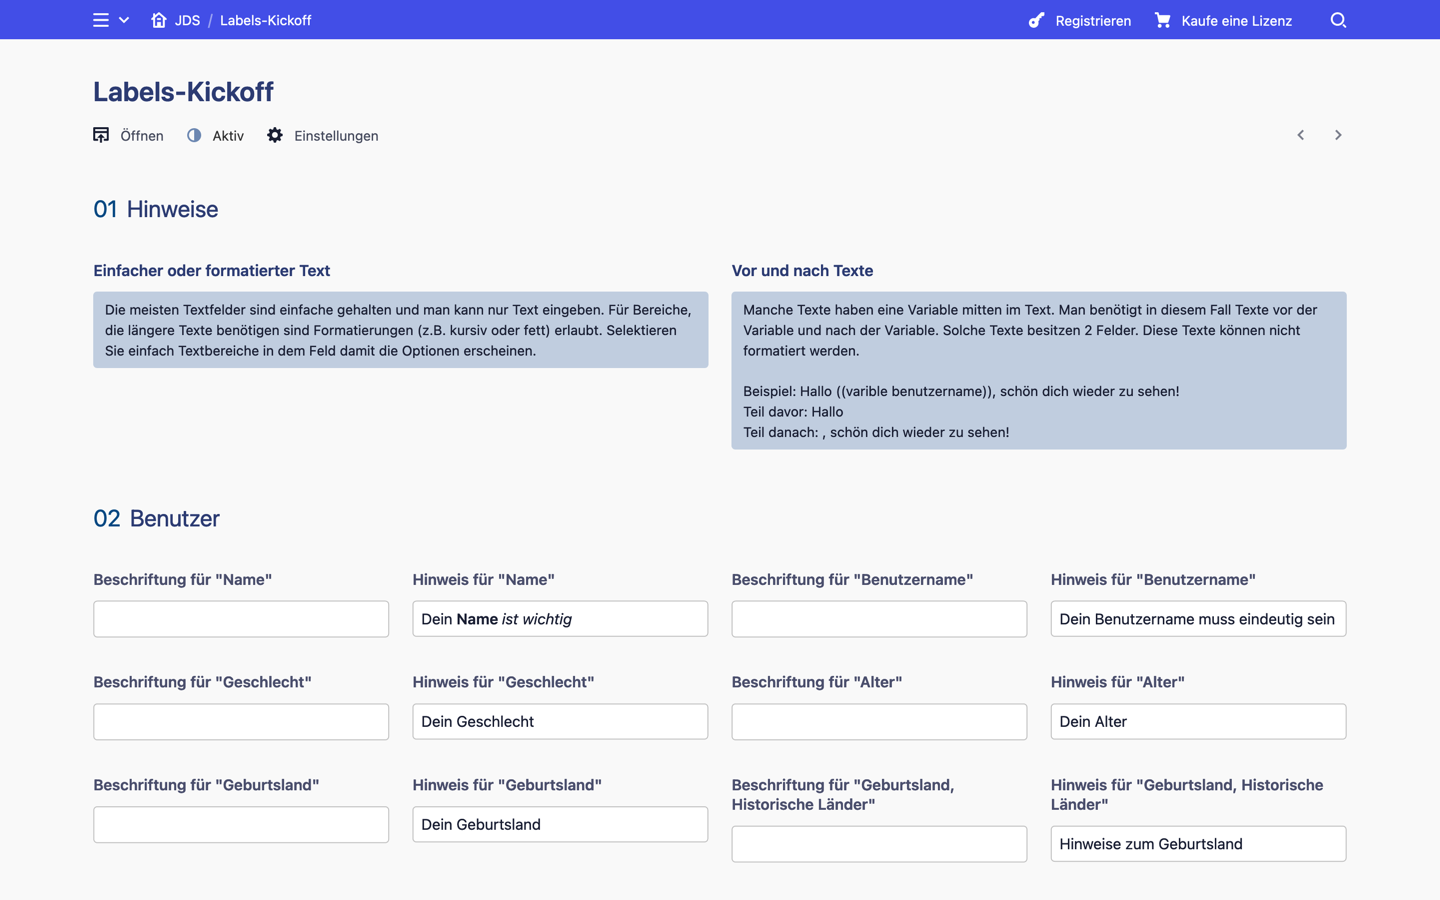 JDS / Labels-Kickoff
Registrieren
Kaufe eine Lizenz
Labels-Kickoff
Öffnen
Aktiv
Einstellungen
01 Hinweise
Einfacher oder formatierter Text
Die meisten Textfelder sind einfache gehalten und man kann nur Text eingeben. Für Bereiche,
die längere Texte benötigen sind Formatierungen (z.B. kursiv oder fett) erlaubt. Selektieren
Sie einfach Textbereiche in dem Feld damit die Optionen erscheinen.
Vor und nach Texte
Manche Texte haben eine Variable mitten im Text. Man benötigt in diesem Fall Texte vor der
Variable und nach der Variable. Solche Texte besitzen 2 Felder. Diese Texte können nicht
formatiert werden.
Beispiel: Hallo ((varible benutzername)), schön dich wieder zu sehen!
Teil davor: Hallo
Teil danach: , schön dich wieder zu sehen!
02 Benutzer
Beschriftung für "Name"
Hinweis für "Name"
Dein Name ist wichtig
Beschriftung für "Benutzername"
Hinweis für "Benutzername"
Dein Benutzername muss eindeutig sein
Beschriftung für "Geschlecht"
Hinweis für "Geschlecht"
Dein Geschlecht
Beschriftung für "Alter"
Hinweis für "Alter"
Dein Alter
Beschriftung für "Geburtsland"
Hinweis für "Geburtsland"
Dein Geburtsland
Beschriftung für "Geburtsland,
Historische Länder"
Hinweis für "Geburtsland, Historische
Länder"
Hinweise zum Geburtsland